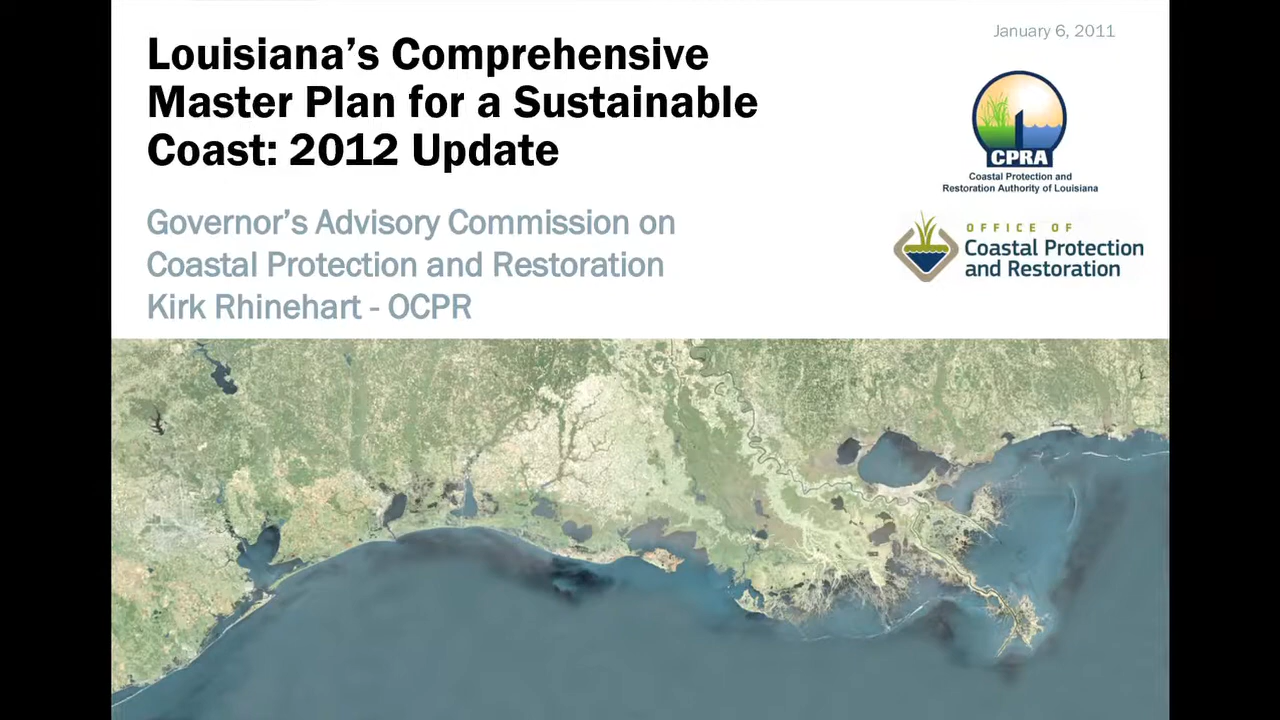 January 6, 2011
Louisiana's Comprehensive
Master Plan for a Sustainable
Coast: 2012 Update
Governor's Advisory Commission on
Coastal Protection and Restoration
Kirk Rhinehart - OCPR
CPRA
Coastal Protection and
Restoration Authority of Louisiana
OFFICE OF
Coastal Protection
and Restoration